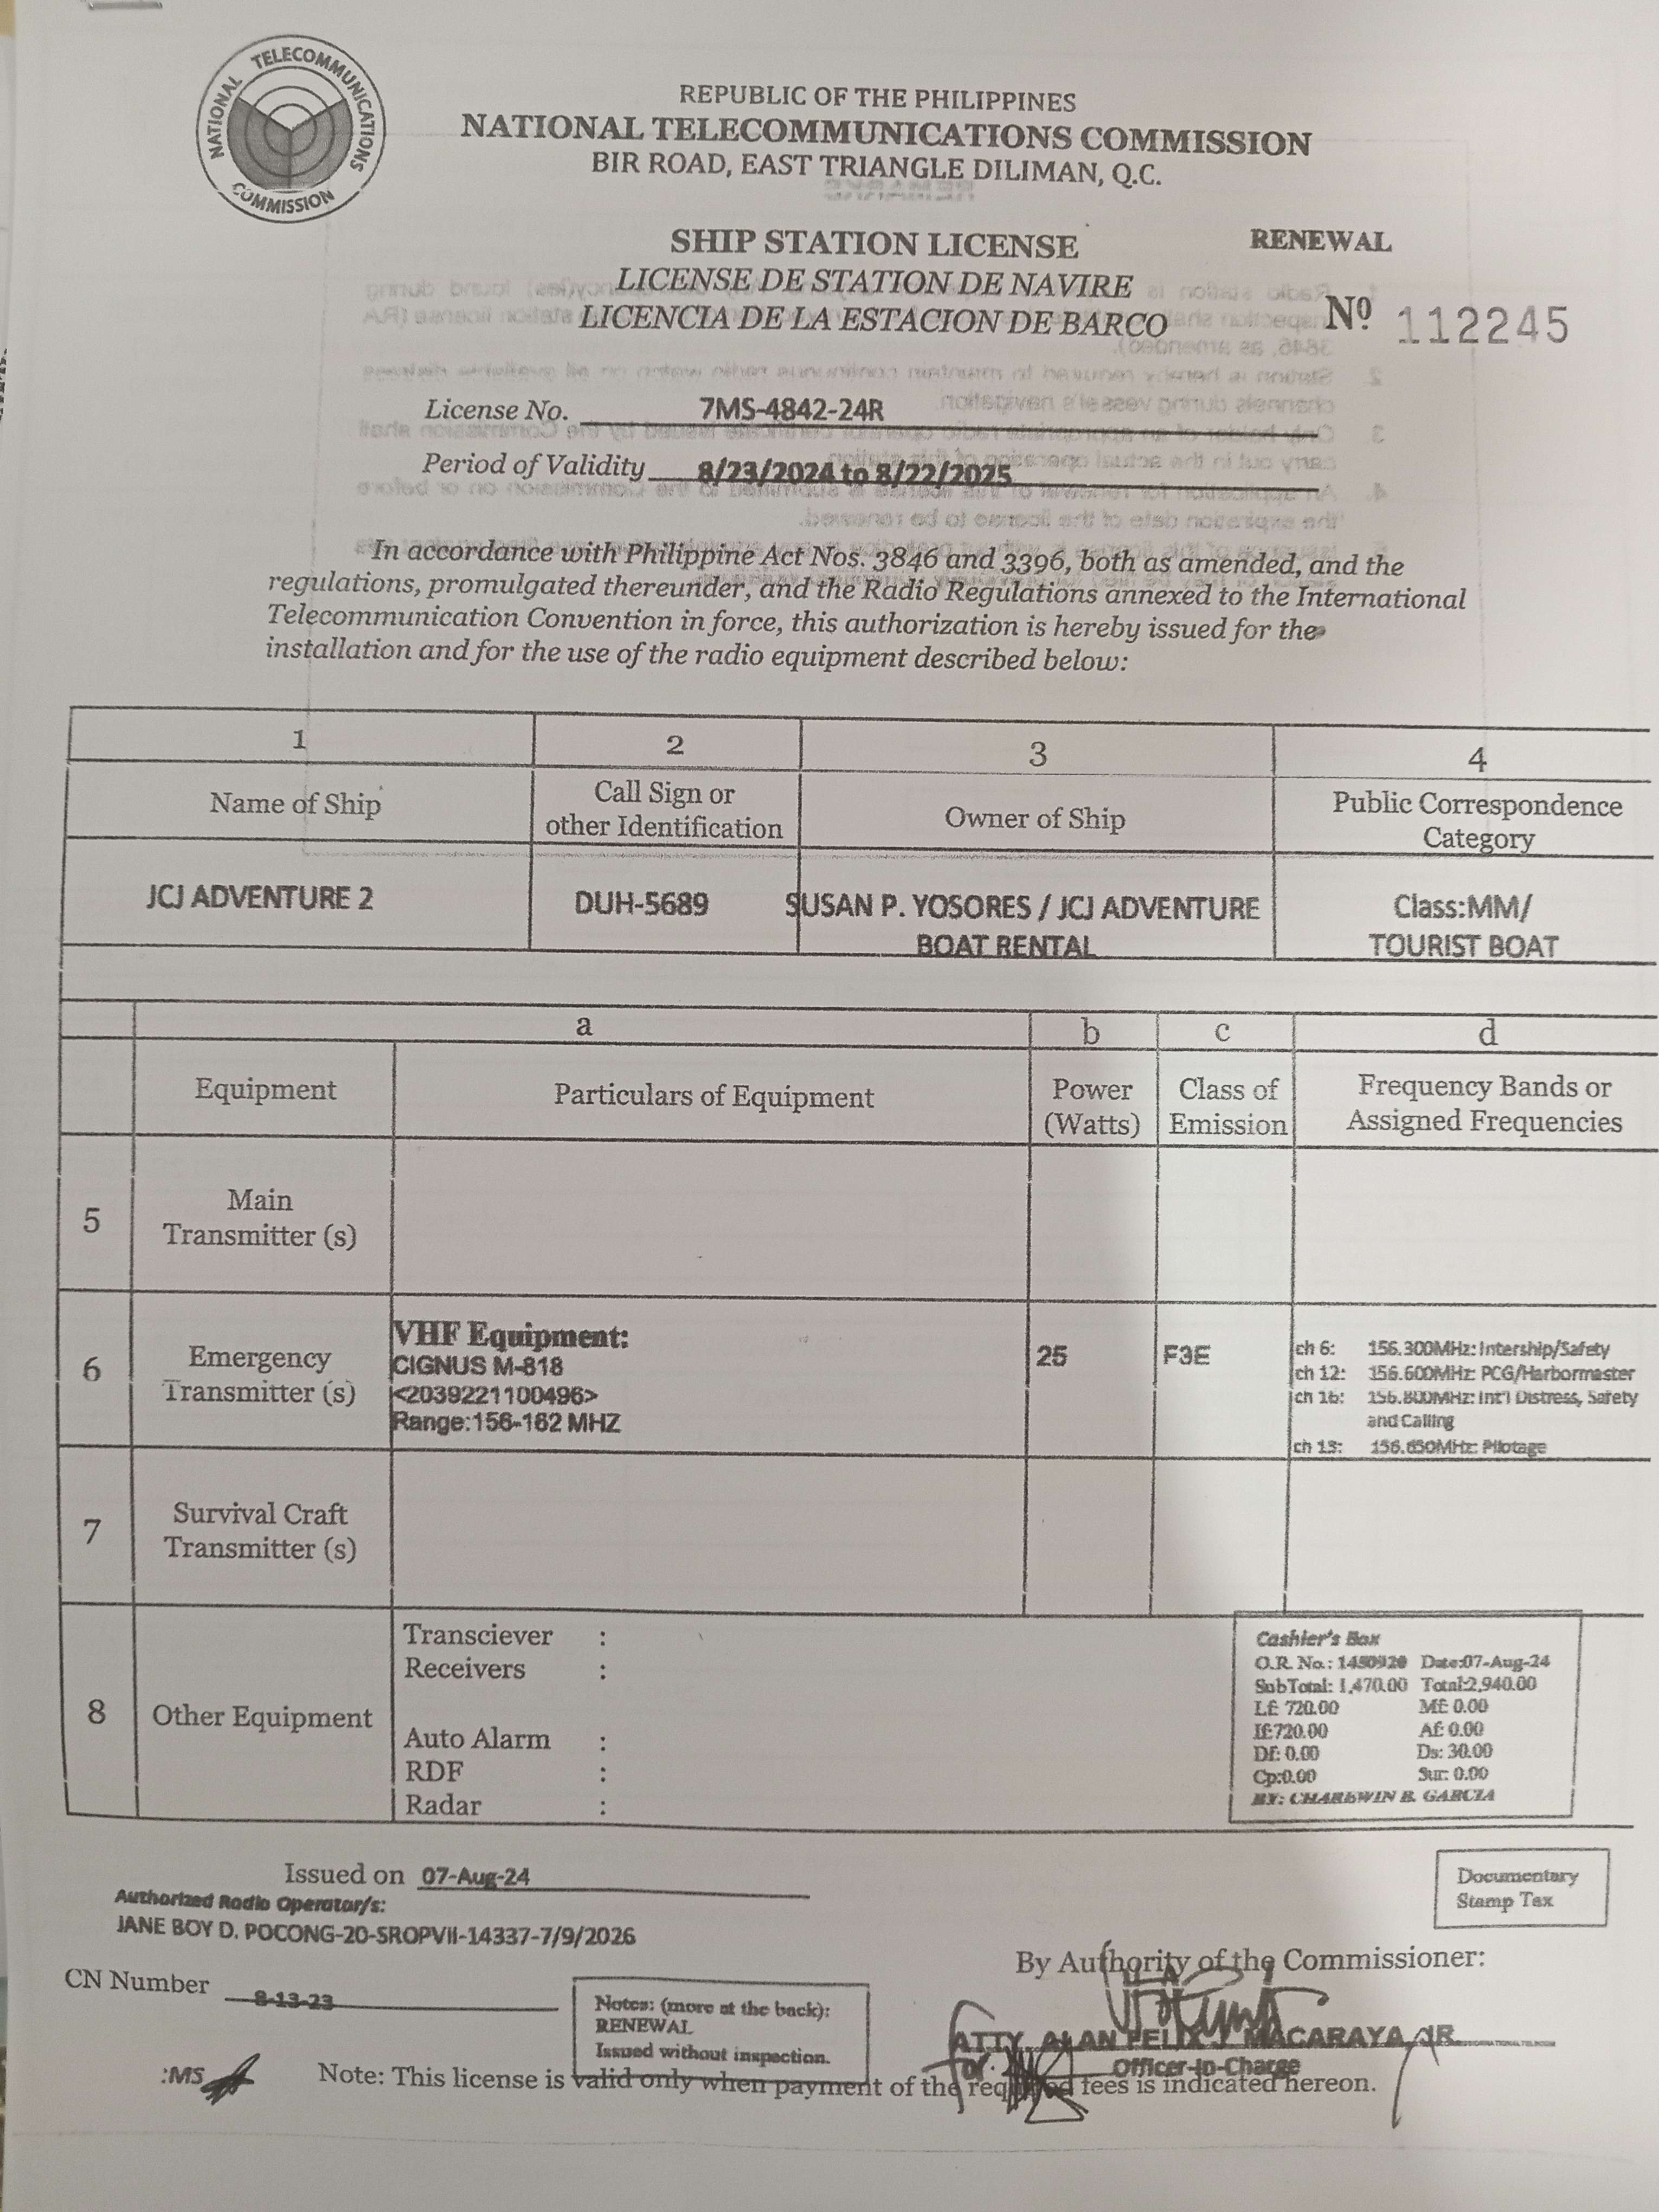 NATIONAL TELECOMMUNICATIONS COMMISSION
REPUBLIC OF THE PHILIPPINES
NATIONAL TELECOMMUNICATIONS COMMISSION
BIR ROAD, EAST TRIANGLE DILIMAN, Q.C.
SHIP STATION LICENSE RENEWAL
LICENSE DE STATION DE NAVIRE
LICENCIA DE LA ESTACION DE BARCO Nº 112245
License No. 7MS-4842-24R
Period of Validity 8/23/2024 to 8/22/2025
In accordance with Philippine Act Nos. 3846 and 3396, both as amended, and the
regulations, promulgated thereunder, and the Radio Regulations annexed to the International
Telecommunication Convention in force, this authorization is hereby issued for the
installation and for the use of the radio equipment described below:
1 2 3 4
Name of Ship
Call Sign or
other Identification
Owner of Ship
Public Correspondence
Category
JCJ ADVENTURE 2
DUH-5689
SUSAN P. YOSORES / JCJ ADVENTURE
BOAT RENTAL
Class:MM/
TOURIST BOAT
a b c d
Equipment
Particulars of Equipment
Power
(Watts)
Class of
Emission
Frequency Bands or
Assigned Frequencies
5
Main
Transmitter (s)
6
Emergency
Transmitter (s)
VHF Equipment:
CIGNUS M-818
<2039221100496>
Range:156-162 MHZ
25
F3E
ch 6: 156.300MHz: Intership/Safety
ch 12: 156.600MHz: PCG/Harbormaster
ch 16: 156.800MHz: Int'l Distress, Safety
and Calling
ch 13: 156.650MHz: Pilotage
7
Survival Craft
Transmitter (s)
8
Other Equipment
Transciever :
Receivers :
Auto Alarm :
RDF :
Radar :
Cashier's Box
O.R. No.: 1450920 Date:07-Aug-24
SubTotal: 1,470.00 Total:2,940.00
Lf: 720.00 Mf: 0.00
If:720.00 Af: 0.00
Df: 0.00 Ds: 30.00
Cp:0.00 Sur: 0.00
BY: CHARLWIN B. GARCIA
Issued on 07-Aug-24
Documentary
Stamp Tax
Authorized Radio Operator/s:
JANE BOY D. POCONG-20-SROPVII-14337-7/9/2026
By Authority of the Commissioner:
CN Number 8-13-23
Notes: (more at the back):
RENEWAL
Issued without inspection.
ATTY. ALAN FELIX J. MACARAYA, JR.
for:
Officer-In-Charge
:MS
Note: This license is valid only when payment of the required fees is indicated hereon.